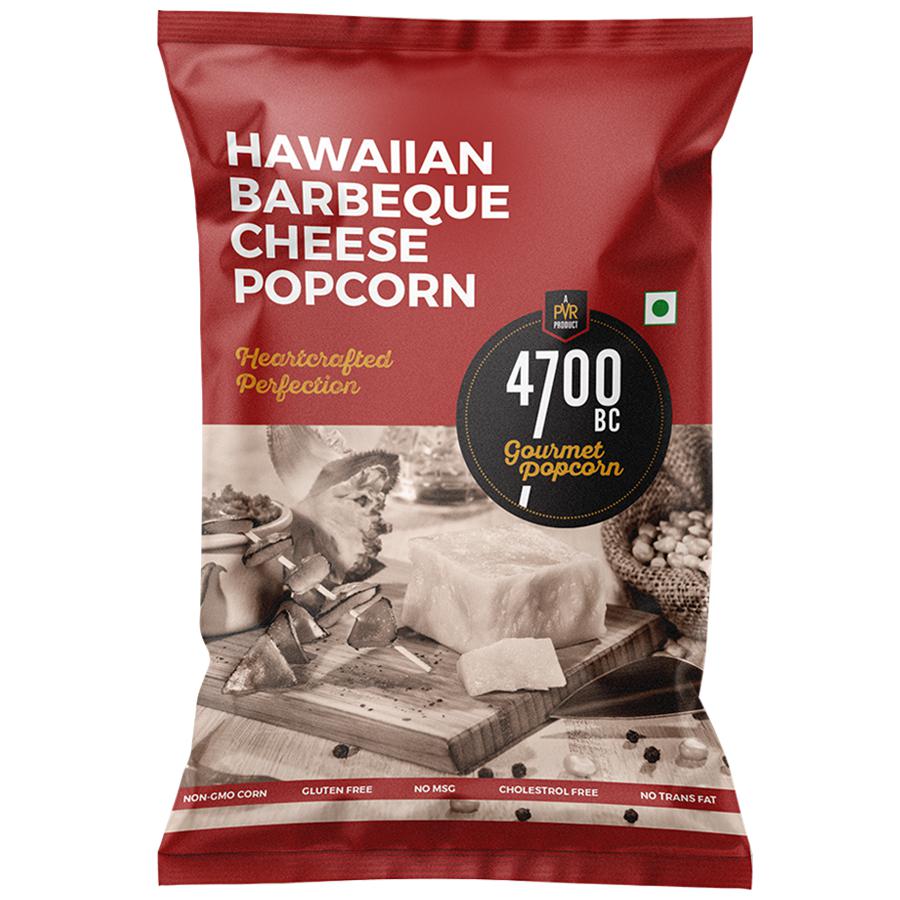 HAWAIIAN
BARBEQUE
CHEESE
POPCORN
Heartcrafted
Perfection
A
PVR
PRODUCT
4700
BC
Gourmet
Popcorn
NON-GMO CORN GLUTEN FREE NO MSG CHOLESTROL FREE NO TRANS FAT